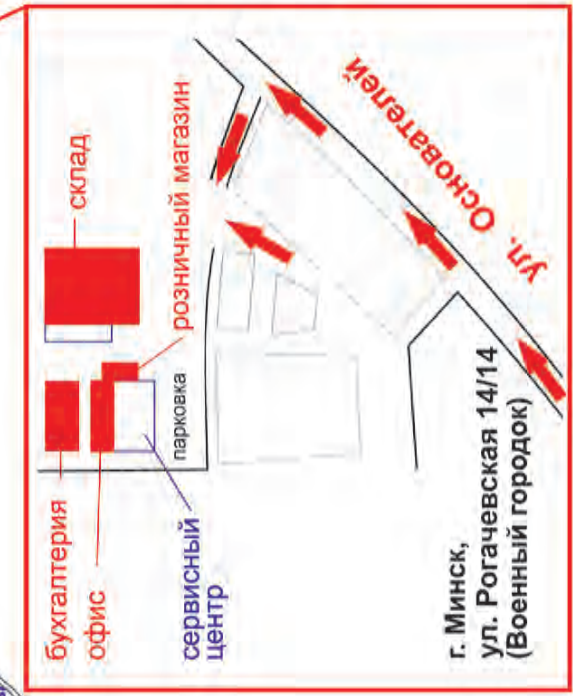 бухгалтерия
офис
сервисный
центр
парковка
розничный магазин
склад
ул. Основателей
г. Минск,
ул. Рогачевская 14/14
(Военный городок)